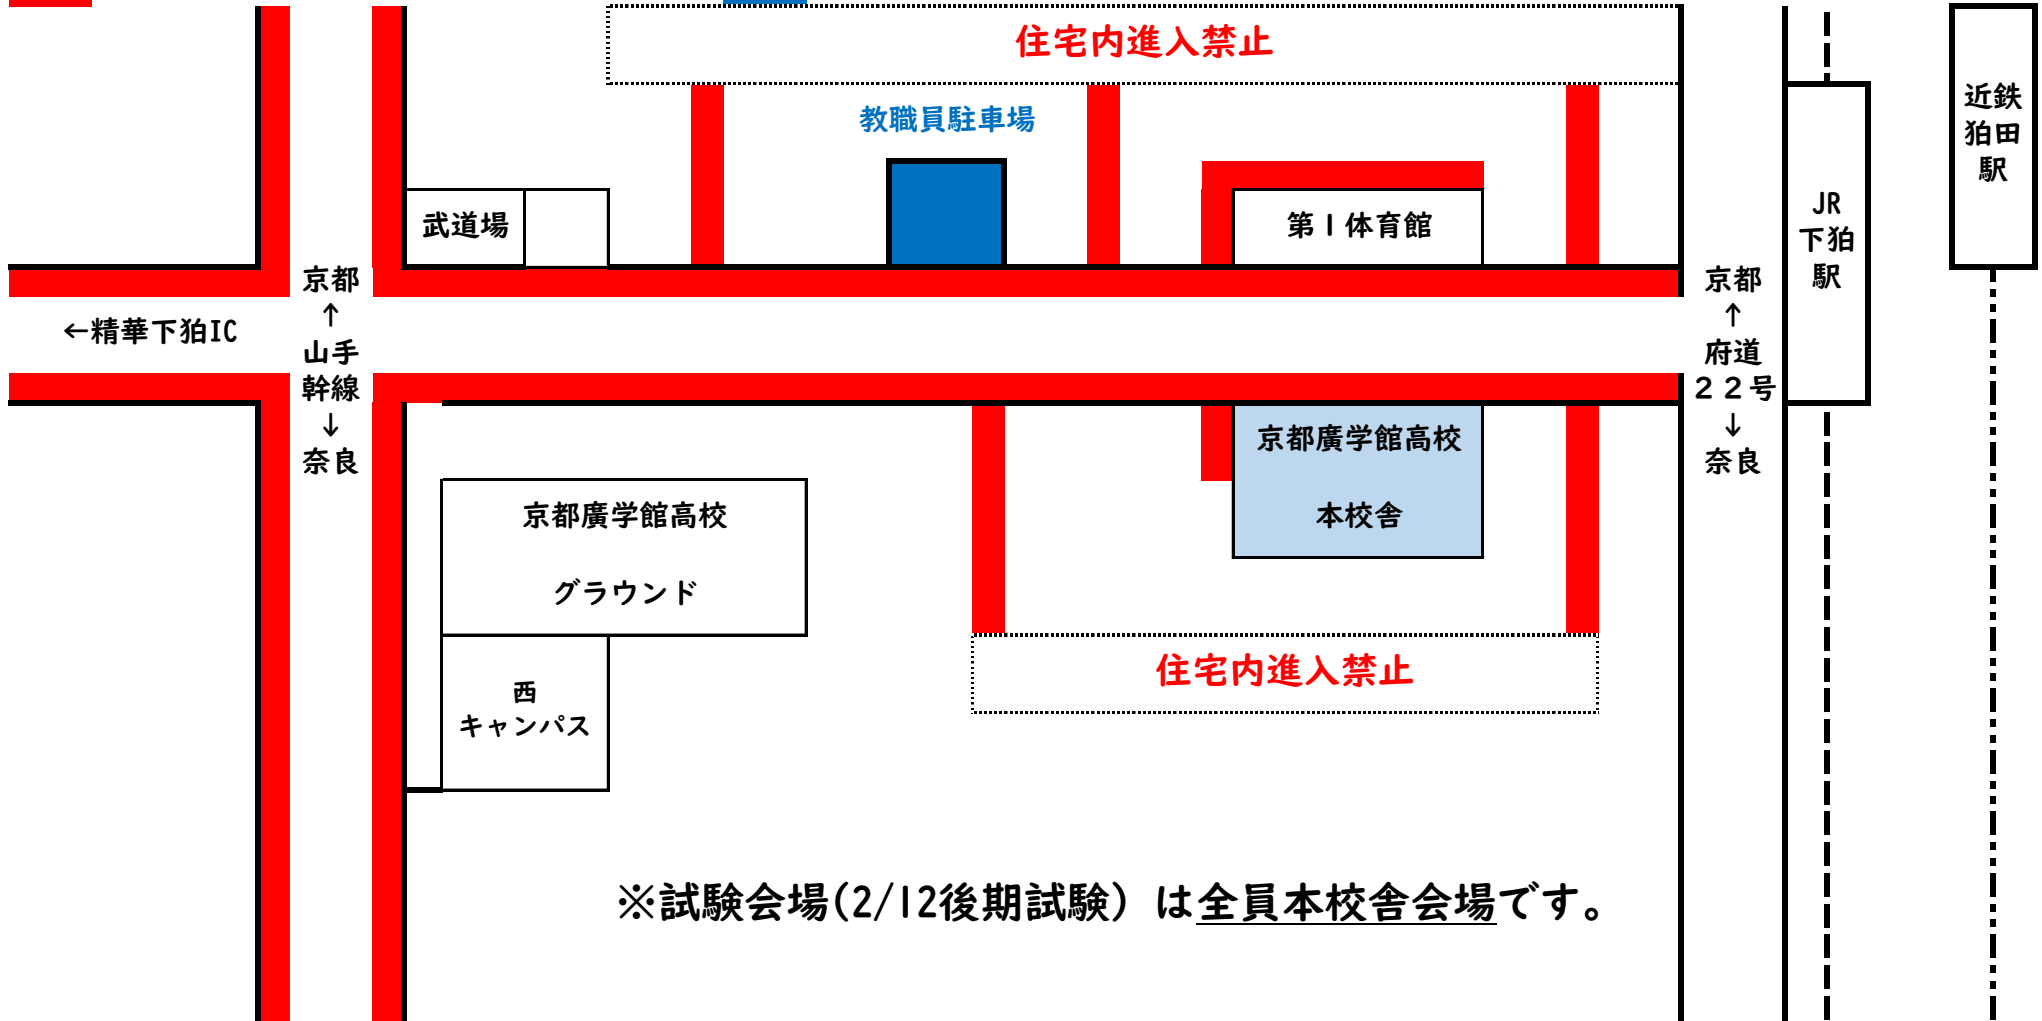 住宅内進入禁止
教職員駐車場
近鉄
狛田
駅
JR
下狛
駅
武道場
第1体育館
京都
↑
山手
幹線
↓
奈良
←精華下狛IC
京都
↑
府道
22号
↓
奈良
京都廣学館高校
本校舎
京都廣学館高校
グラウンド
西
キャンパス
住宅内進入禁止
※試験会場(2/12後期試験）は全員本校舎会場です。